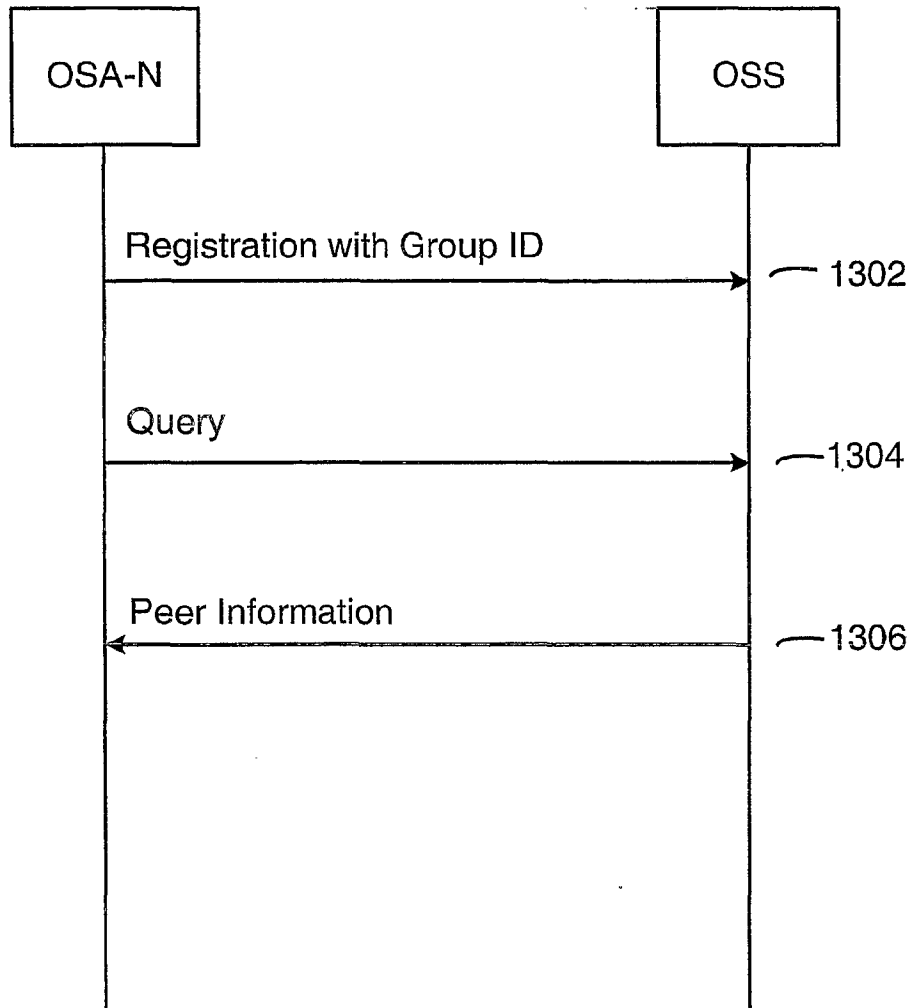 OSA-N
OSS
Registration with Group ID
1302
Query
1304
Peer Information
1306